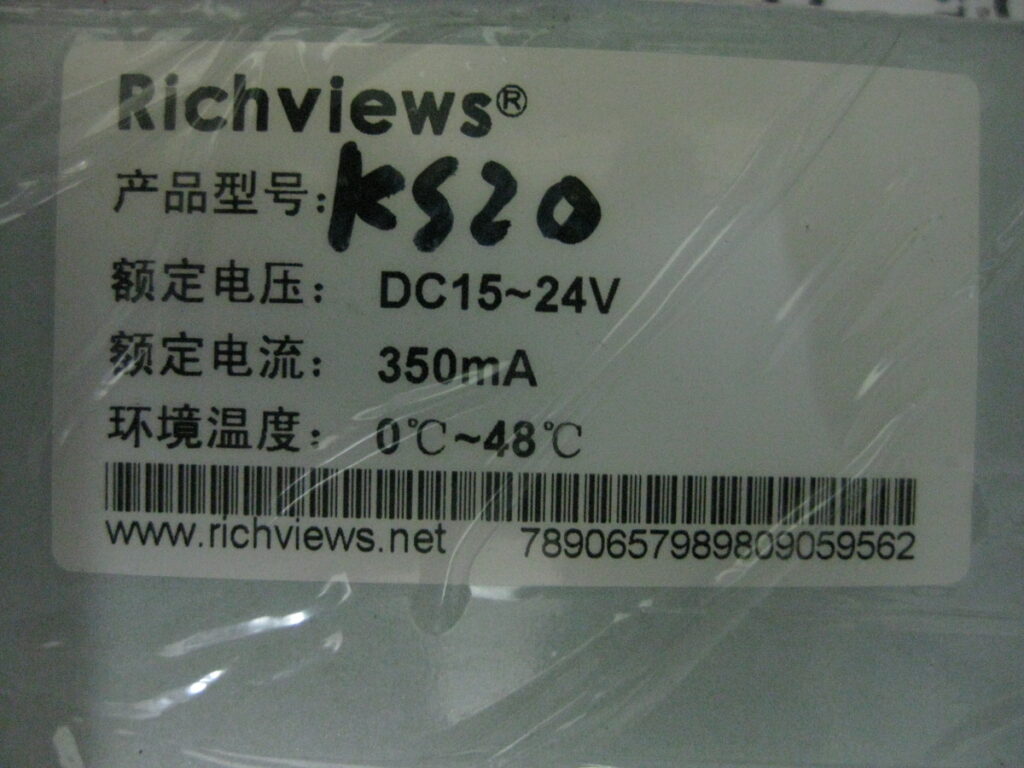 Richviews®
产品型号: KS20
额定电压: DC15~24V
额定电流: 350mA
环境温度: 0℃~48℃
www.richviews.net 7890657989809059562